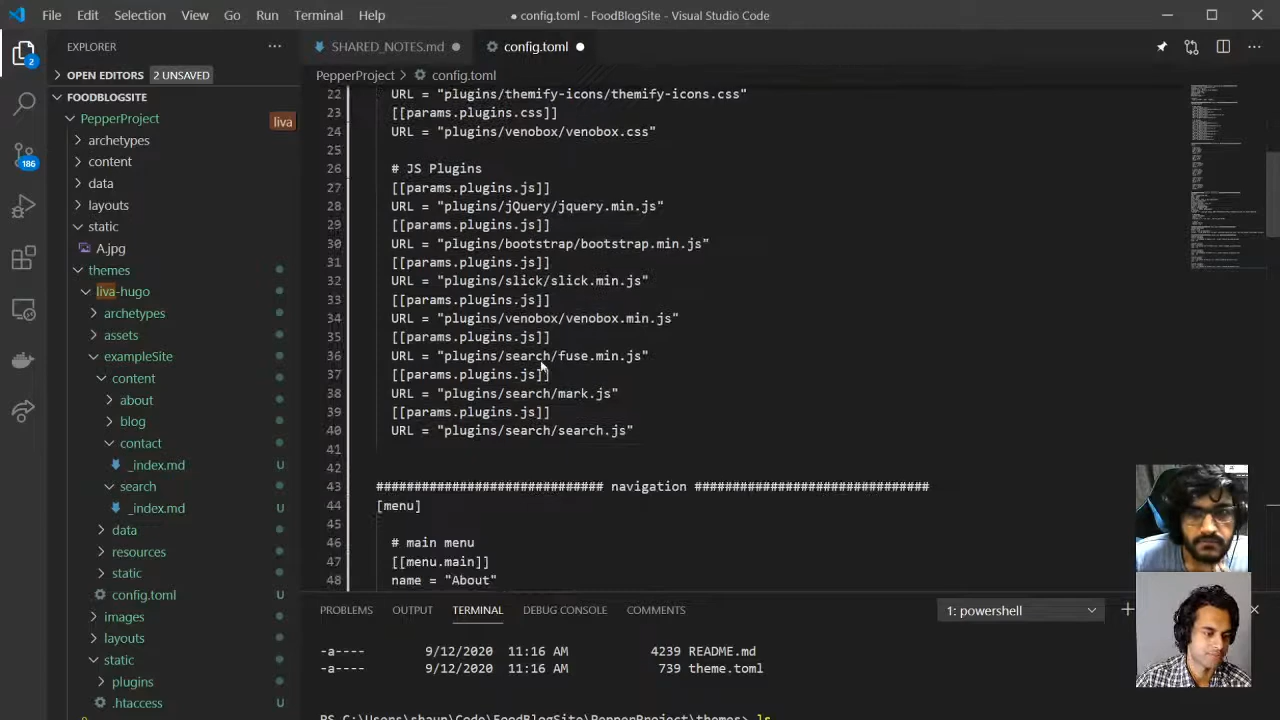 File Edit Selection View Go Run Terminal Help
● config.toml - FoodBlogSite - Visual Studio Code
EXPLORER
SHARED_NOTES.md
config.toml
OPEN EDITORS 2 UNSAVED
PepperProject > config.toml
FOODBLOGSITE
PepperProject
liva
archetypes
content
data
layouts
static
A.jpg
themes
liva-hugo
archetypes
assets
exampleSite
content
about
blog
contact
_index.md U
search
_index.md U
data
resources
static
config.toml U
images
layouts
static
plugins
.htaccess U
2
186
22 URL = "plugins/themify-icons/themify-icons.css"
23 [[params.plugins.css]]
24 URL = "plugins/venobox/venobox.css"
25
26 # JS Plugins
27 [[params.plugins.js]]
28 URL = "plugins/jQuery/jquery.min.js"
29 [[params.plugins.js]]
30 URL = "plugins/bootstrap/bootstrap.min.js"
31 [[params.plugins.js]]
32 URL = "plugins/slick/slick.min.js"
33 [[params.plugins.js]]
34 URL = "plugins/venobox/venobox.min.js"
35 [[params.plugins.js]]
36 URL = "plugins/search/fuse.min.js"
37 [[params.plugins.js]]
38 URL = "plugins/search/mark.js"
39 [[params.plugins.js]]
40 URL = "plugins/search/search.js"
41
42
43 ############################## navigation ###############################
44 [menu]
45
46 # main menu
47 [[menu.main]]
48 name = "About"
PROBLEMS OUTPUT TERMINAL DEBUG CONSOLE COMMENTS
1: powershell
-a---- 9/12/2020 11:16 AM 4239 README.md
-a---- 9/12/2020 11:16 AM 739 theme.toml
PS C:\Users\shaun\Code\FoodBlogSite\PepperProject\themes> ls